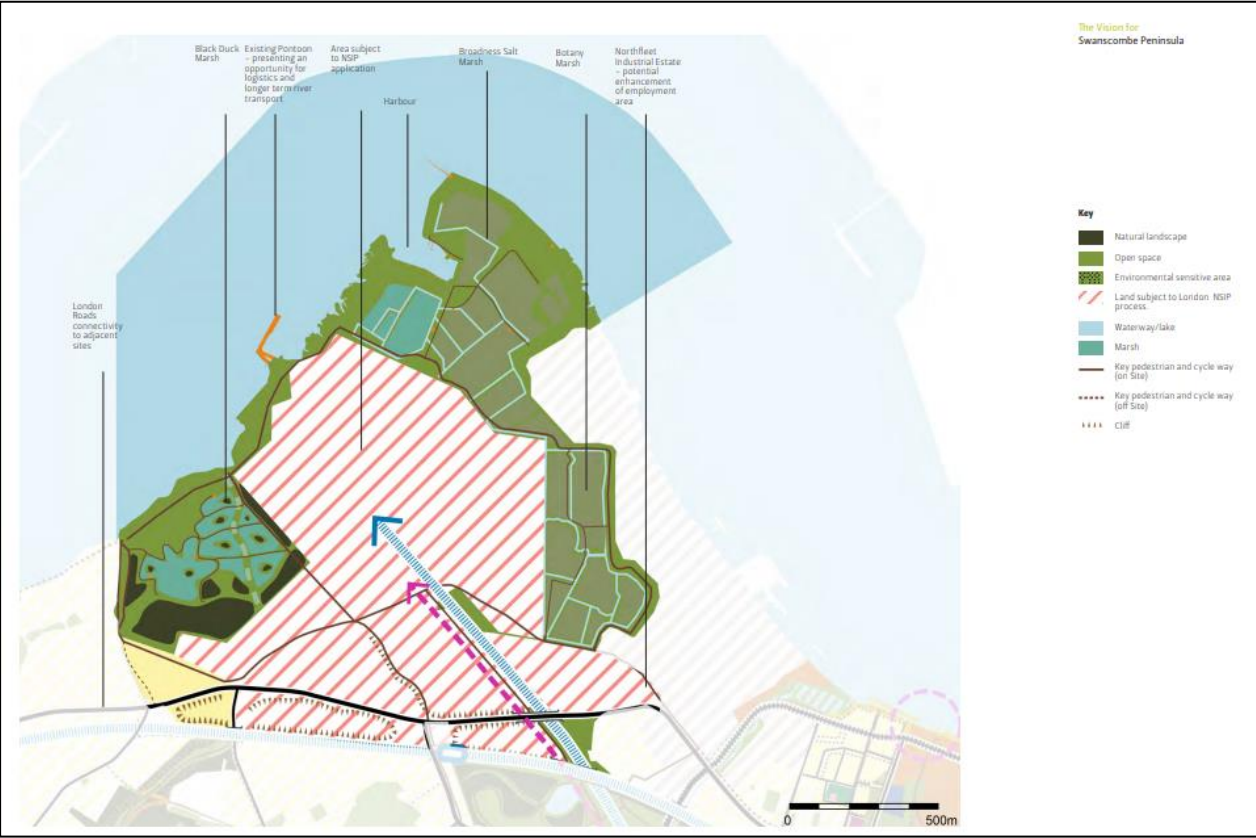 The Vision for
Swanscombe Peninsula
Black Duck
Marsh
Existing Pontoon
– presenting an
opportunity for
logistics and
longer term river
transport
Area subject
to NSIP
application
Harbour
Broadness Salt
Marsh
Botany
Marsh
Northfleet
Industrial Estate
– potential
enhancement
of employment
area
London
Roads
connectivity
to adjacent
sites
Key
Natural landscape
Open space
Environmental sensitive area
Land subject to London NSIP
process
Waterway/lake
Marsh
Key pedestrian and cycle way
(on Site)
Key pedestrian and cycle way
(off Site)
Cliff
0
500m